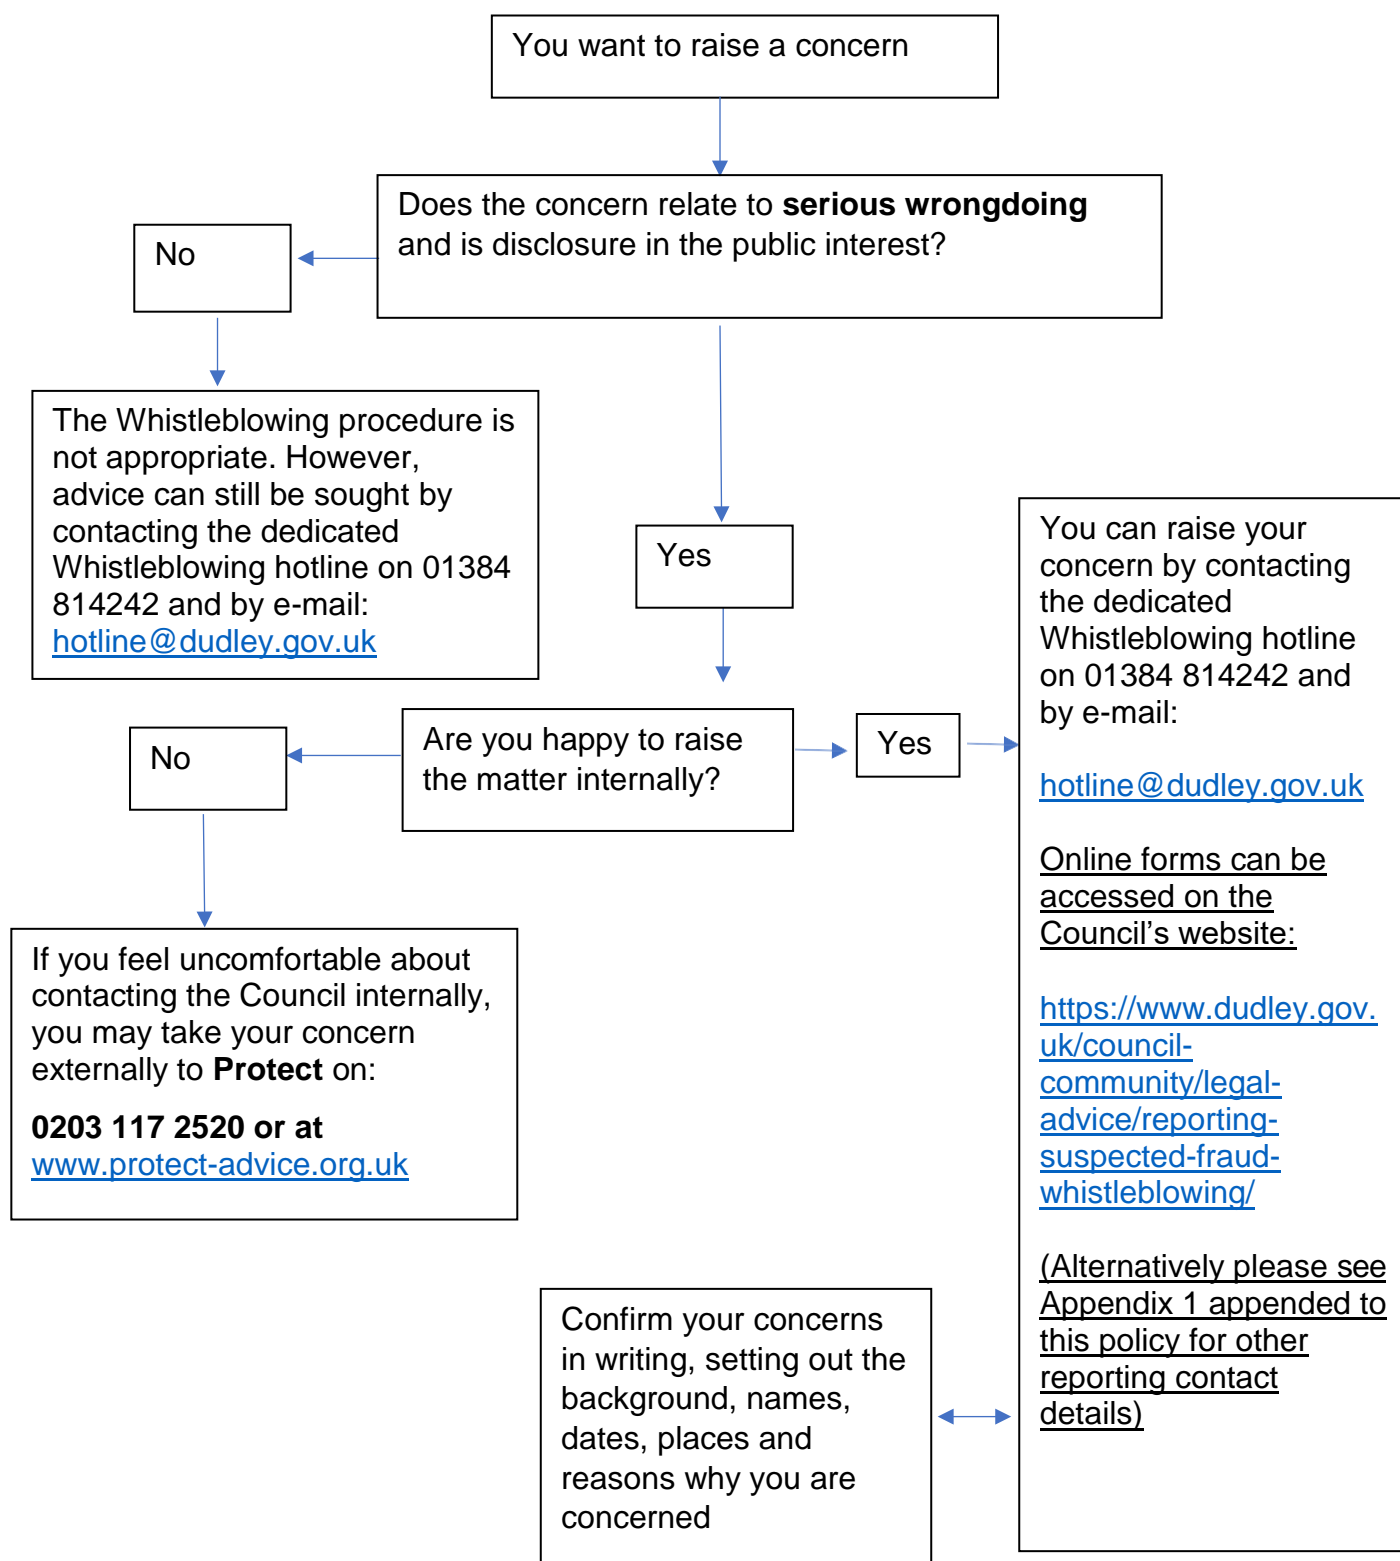 You want to raise a concern
Does the concern relate to serious wrongdoing
and is disclosure in the public interest?
No
The Whistleblowing procedure is
not appropriate. However,
advice can still be sought by
contacting the dedicated
Whistleblowing hotline on 01384
814242 and by e-mail:
hotline@dudley.gov.uk
Yes
Are you happy to raise
the matter internally?
No
Yes
If you feel uncomfortable about
contacting the Council internally,
you may take your concern
externally to Protect on:
0203 117 2520 or at
www.protect-advice.org.uk
You can raise your
concern by contacting
the dedicated
Whistleblowing hotline
on 01384 814242 and
by e-mail:
hotline@dudley.gov.uk
Online forms can be
accessed on the
Council’s website:
https://www.dudley.gov.
uk/council-
community/legal-
advice/reporting-
suspected-fraud-
whistleblowing/
(Alternatively please see
Appendix 1 appended to
this policy for other
reporting contact
details)
Confirm your concerns
in writing, setting out the
background, names,
dates, places and
reasons why you are
concerned